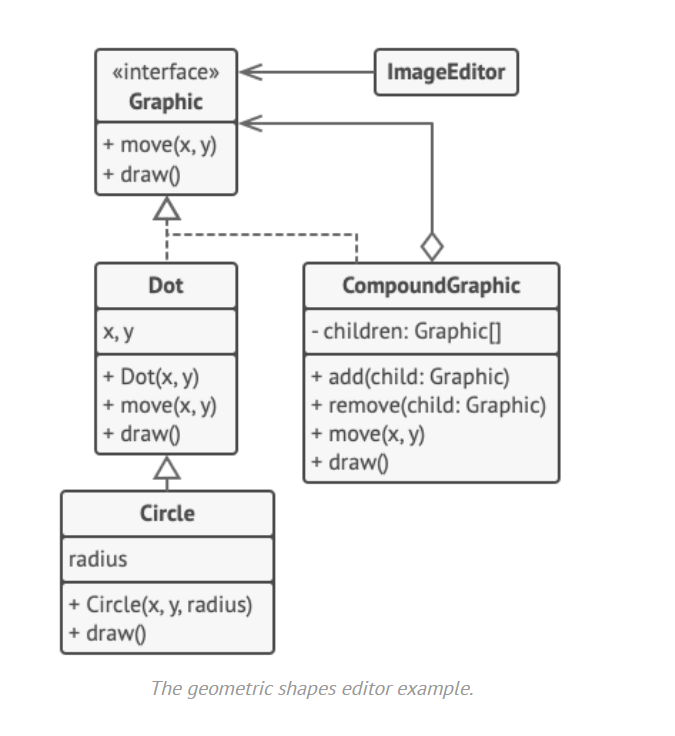 «interface»
Graphic
+ move(x, y)
+ draw()
ImageEditor
Dot
x, y
+ Dot(x, y)
+ move(x, y)
+ draw()
CompoundGraphic
- children: Graphic[]
+ add(child: Graphic)
+ remove(child: Graphic)
+ move(x, y)
+ draw()
Circle
radius
+ Circle(x, y, radius)
+ draw()
The geometric shapes editor example.